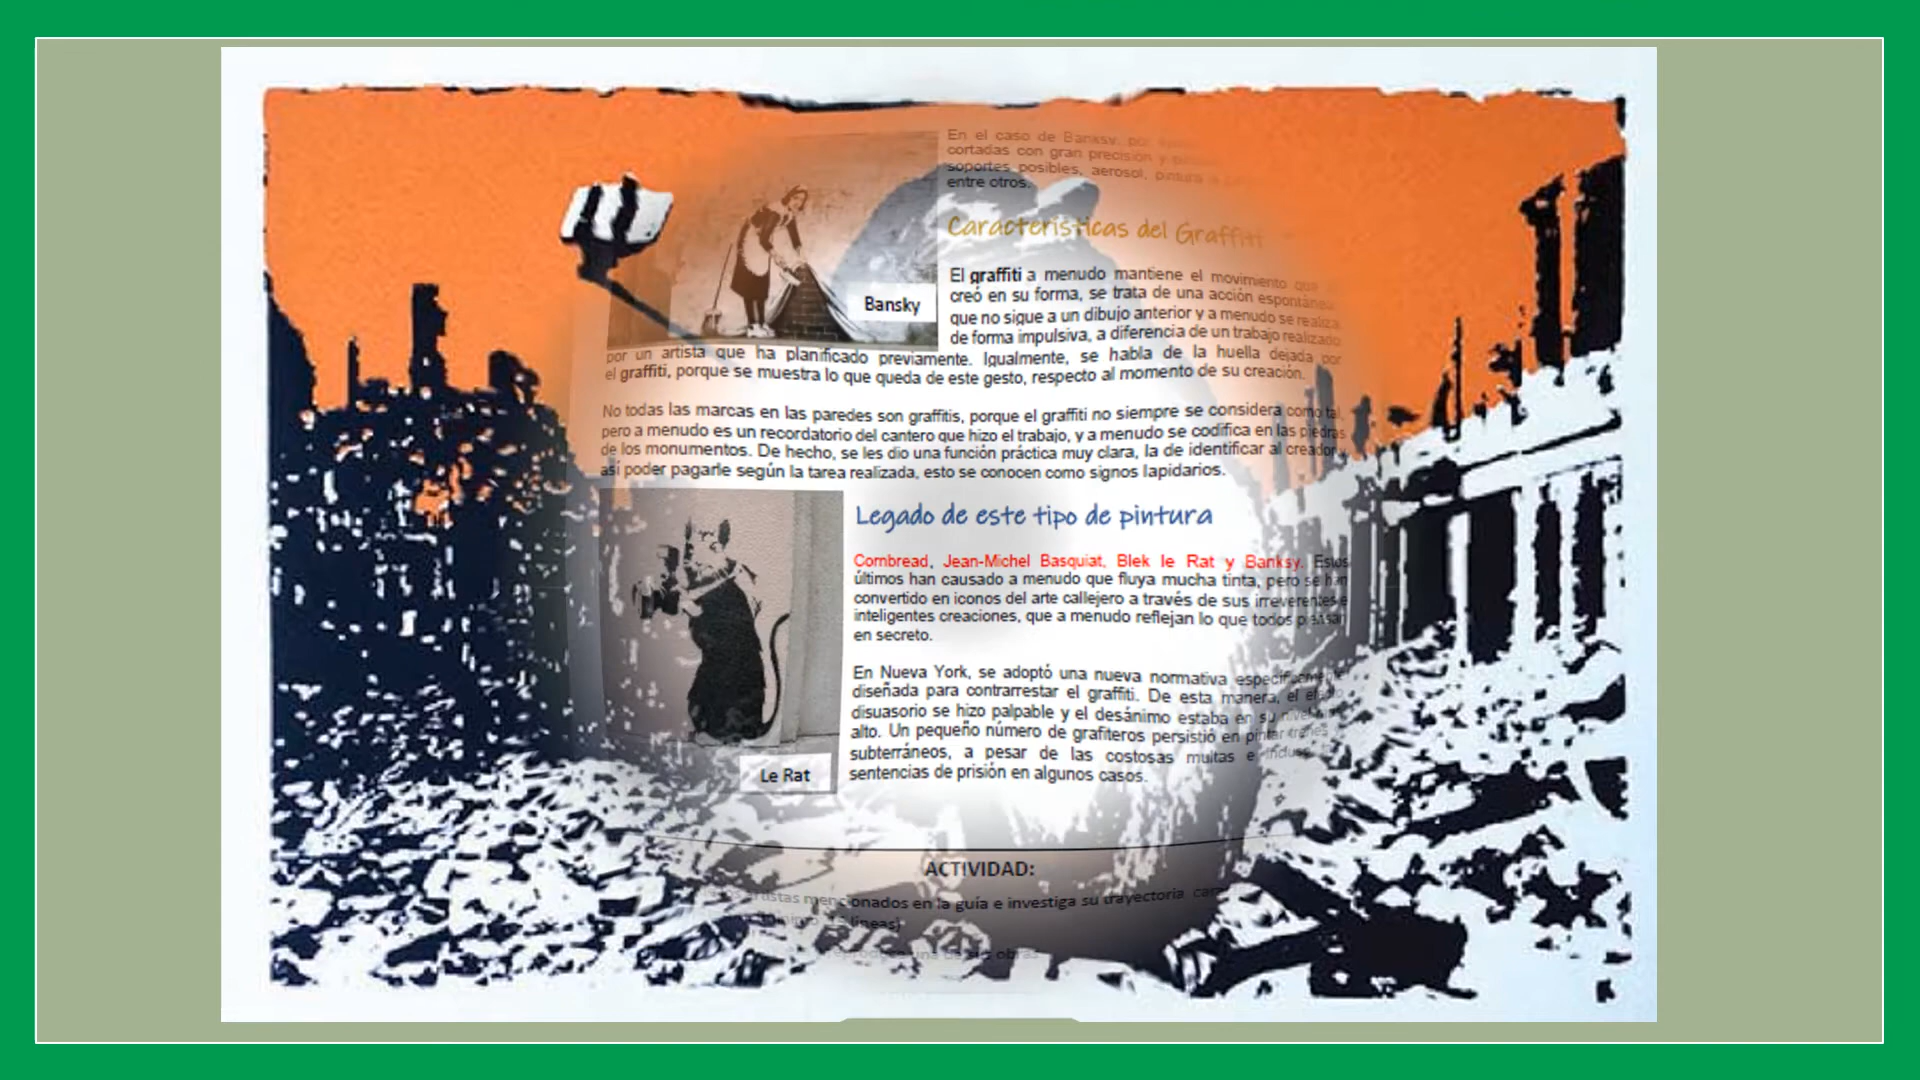 En el caso de Banksy, por
cortadas con gran precisión y
soportes posibles, aerosol, pintura
entre otros.
Características del Graffiti
El graffiti a menudo mantiene el movimiento que
creó en su forma, se trata de una acción espontánea
que no sigue a un dibujo anterior y a menudo se realiza
de forma impulsiva, a diferencia de un trabajo realizado
Bansky
por un artista que ha planificado previamente. Igualmente, se habla de la huella dejada por
el graffiti, porque se muestra lo que queda de este gesto, respecto al momento de su creación.
No todas las marcas en las paredes son graffitis, porque el graffiti no siempre se considera como tal,
pero a menudo es un recordatorio del cantero que hizo el trabajo, y a menudo se codifica en las piedras
de los monumentos. De hecho, se les dio una función práctica muy clara, la de identificar al creador y
así poder pagarle según la tarea realizada, esto se conocen como signos lapidarios.
Legado de este tipo de pintura
Cornbread, Jean-Michel Basquiat, Blek le Rat y Banksy. Estos
últimos han causado a menudo que fluya mucha tinta, pero se han
convertido en iconos del arte callejero a través de sus irreverentes e
inteligentes creaciones, que a menudo reflejan lo que todos piensan
en secreto.
En Nueva York, se adoptó una nueva normativa específicamente
diseñada para contrarrestar el graffiti. De esta manera, el efecto
disuasorio se hizo palpable y el desánimo estaba en su nivel
alto. Un pequeño número de grafiteros persistió en pintar trenes
subterráneos, a pesar de las costosas multas e incluso
sentencias de prisión en algunos casos.
Le Rat
ACTIVIDAD:
artistas mencionados en la guía e investiga su trayectoria
líneas)
reproduce una de sus obras